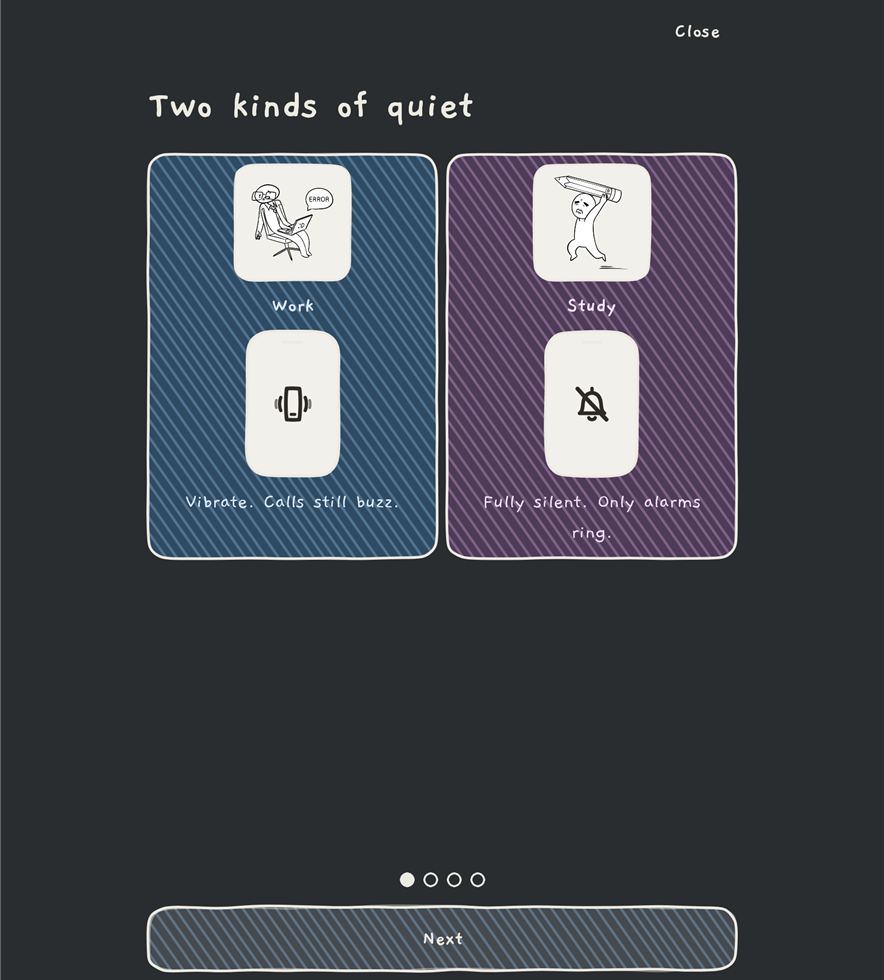 Close
Two kinds of quiet
ERROR
Work
Vibrate. Calls still buzz.
Study
Fully silent. Only alarms
ring.
Next